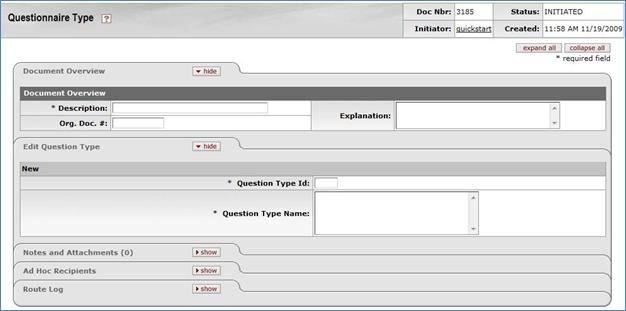 Questionnaire Type ?
Doc Nbr: 3185 Status: INITIATED
Initiator: quickstart Created: 11:58 AM 11/19/2009
expand all collapse all
* required field
Document Overview hide
Document Overview
* Description: Explanation:
Org. Doc. #:
Edit Question Type hide
New
* Question Type Id:
* Question Type Name:
Notes and Attachments (0) show
Ad Hoc Recipients show
Route Log show